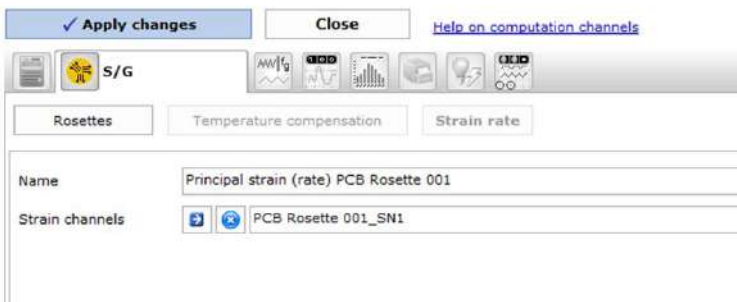 ✓ Apply changes Close Help on computation channels
S/G
Rosettes Temperature compensation Strain rate
Name Principal strain (rate) PCB Rosette 001
Strain channels PCB Rosette 001_SN1